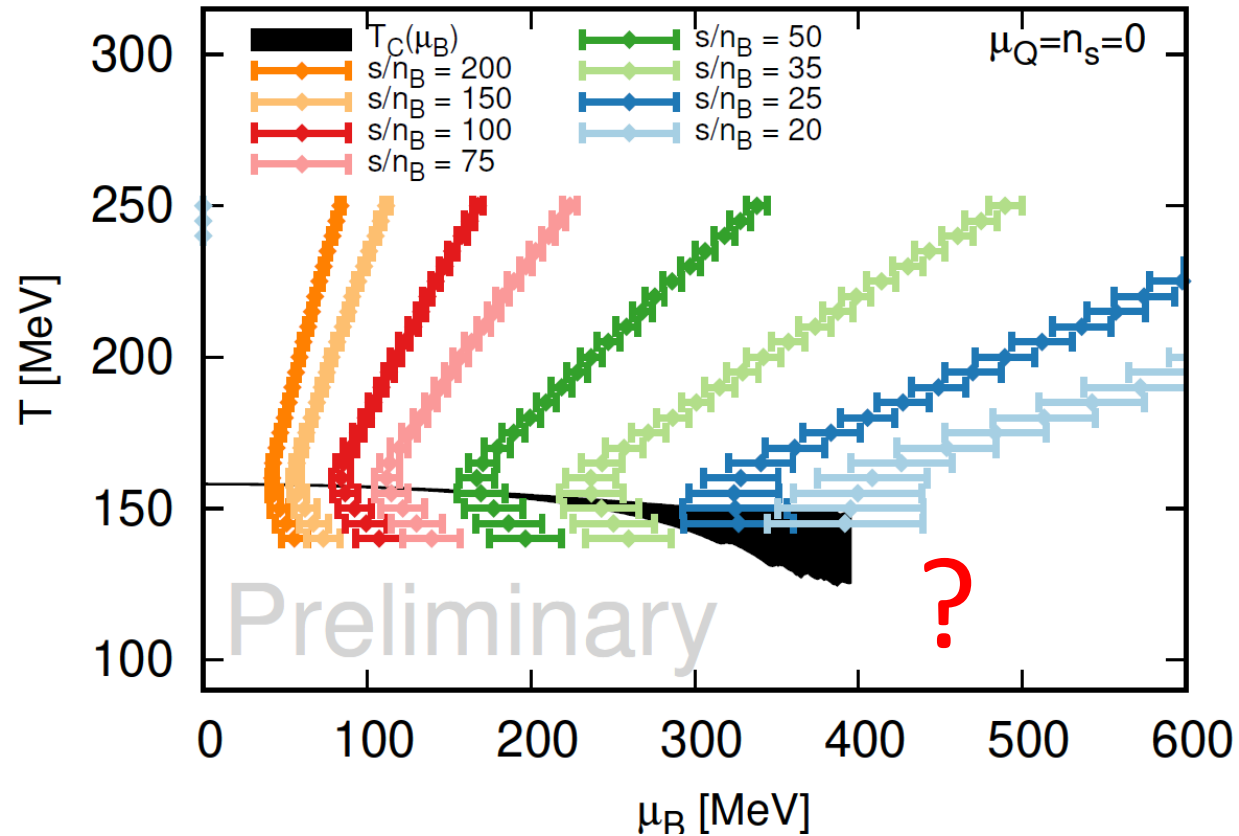 300
250
200
150
100
T [MeV]
T_C(μ_B)
s/n_B = 200
s/n_B = 150
s/n_B = 100
s/n_B = 75
s/n_B = 50
s/n_B = 35
s/n_B = 25
s/n_B = 20
μ_Q=n_s=0
Preliminary
?
0 100 200 300 400 500 600
μ_B [MeV]